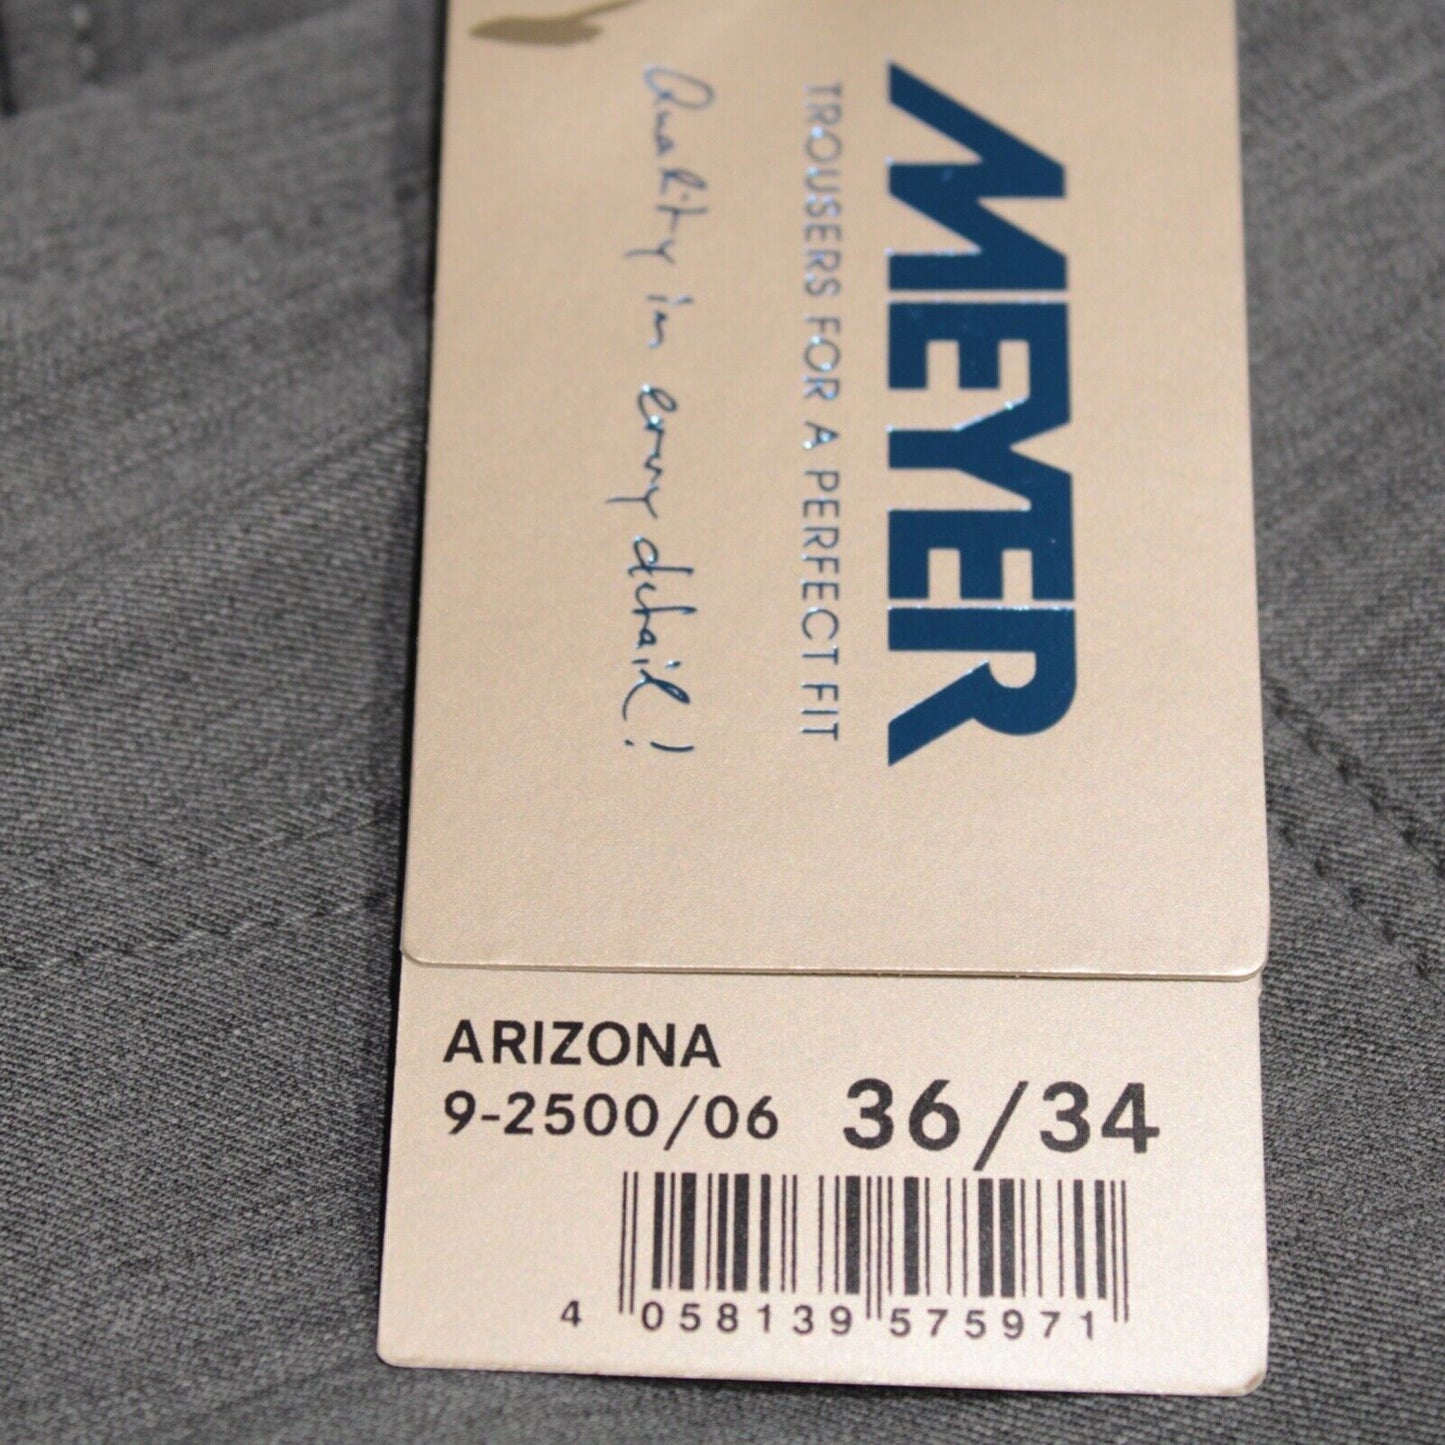 MEYER
TROUSERS FOR A PERFECT FIT
Quality in every detail!
ARIZONA
9-2500/06 36/34
4 058139 575971